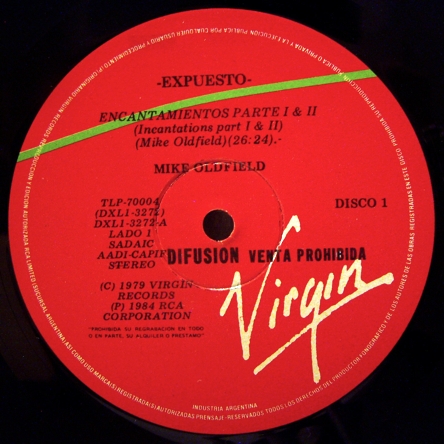 -EXPUESTO-
ENCANTAMIENTOS PARTE I & II
(Incantations part I & II)
(Mike Oldfield)(26:24).-
MIKE OLDFIELD
TLP-70004
(DXL1-3272)
DXL1-3272-A
LADO 1
SADAIC
AADI-CAPIF
STEREO
DISCO 1
DIFUSION VENTA PROHIBIDA
(C) 1979 VIRGIN
RECORDS
(P) 1984 RCA
CORPORATION
Virgin
"PROHIBIDA SU REGRABACION EN TODO
O EN PARTE, SU ALQUILER O PRESTAMO"
INDUSTRIA ARGENTINA